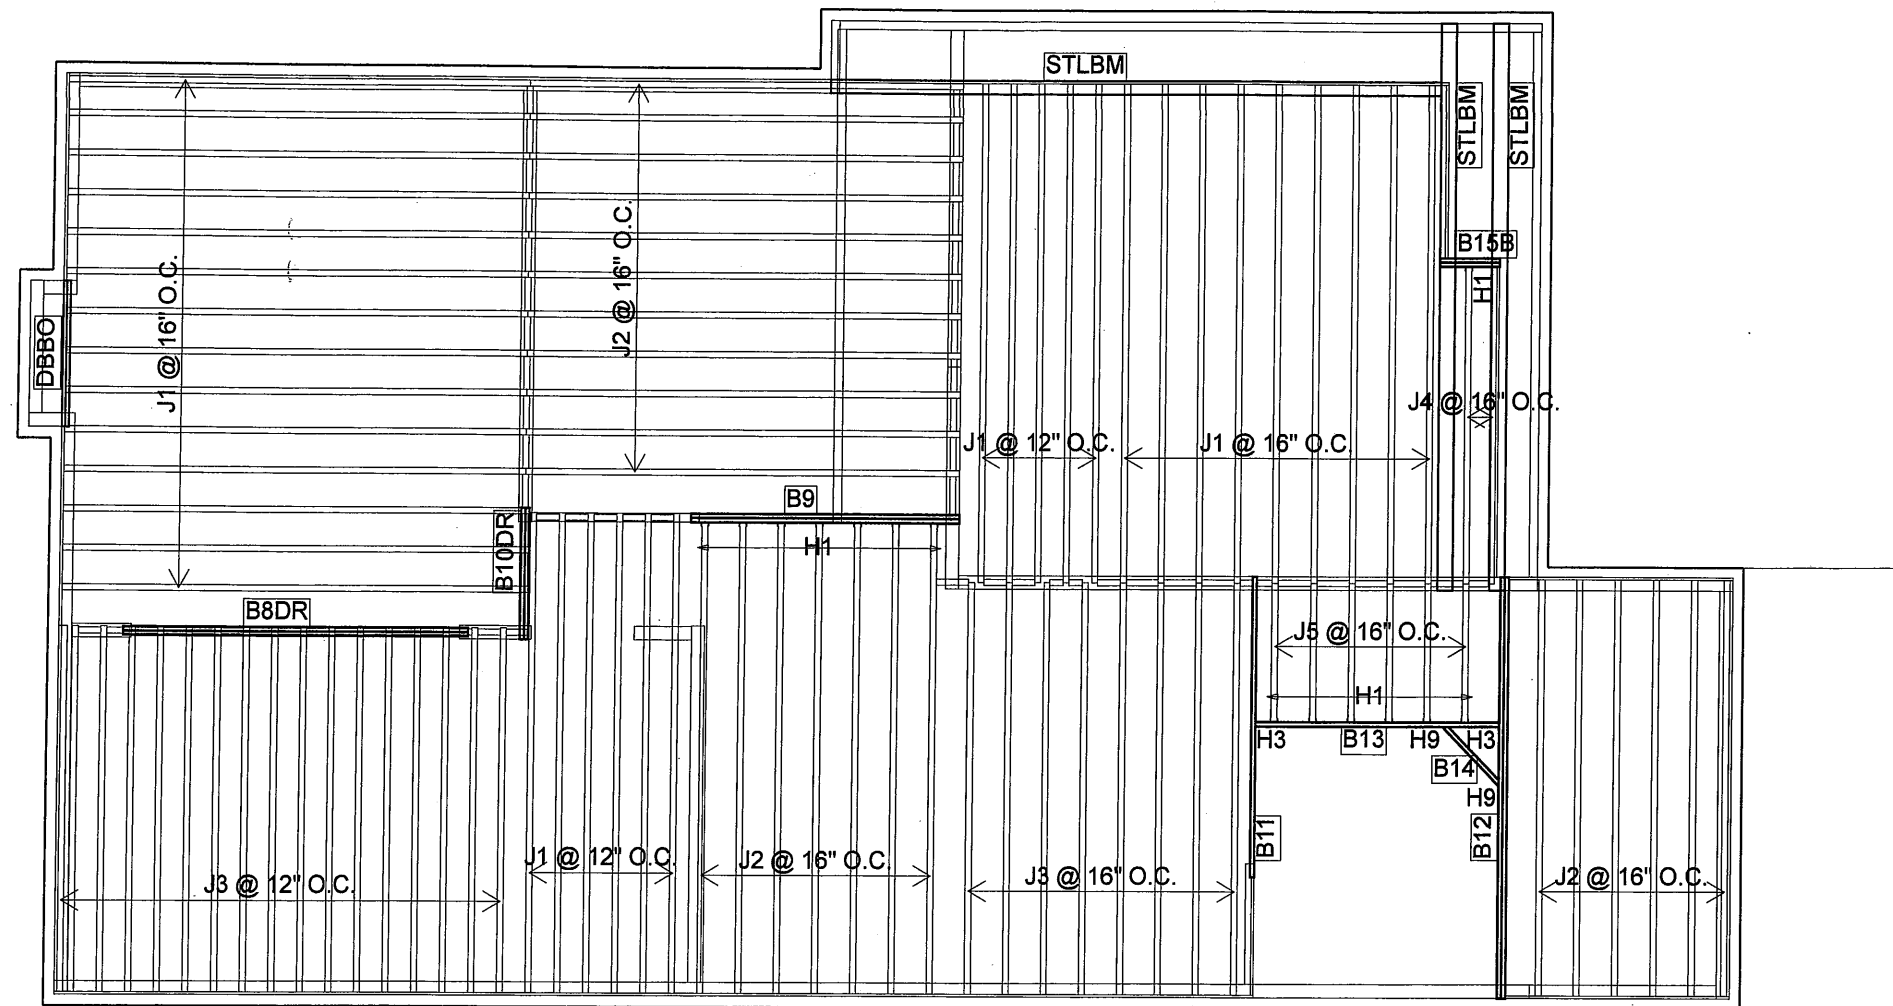 STLBM
STLBM
STLBM
J1 @ 16" O.C.
J2 @ 16" O.C.
B15B
H1
DBBO
J4 @ 16" O.C.
J1 @ 12" O.C.
J1 @ 16" O.C.
B9
H1
B10DR
B8DR
J5 @ 16" O.C.
H1
H3
B13
H9
H3
B14
H9
B11
B12
J3 @ 12" O.C.
J1 @ 12" O.C.
J2 @ 16" O.C.
J3 @ 16" O.C.
J2 @ 16" O.C.